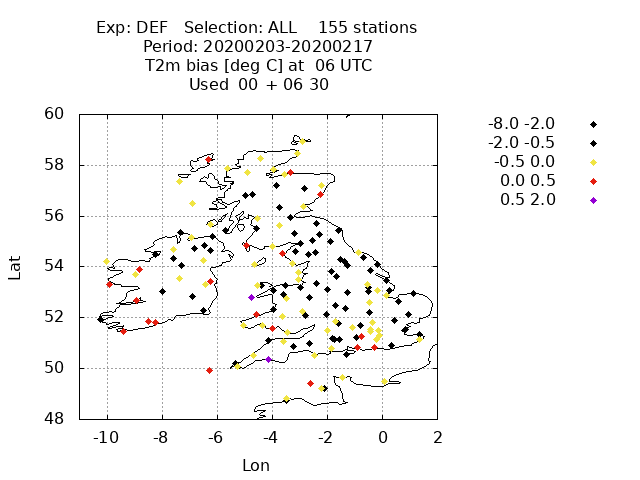 Exp: DEF Selection: ALL 155 stations
Period: 20200203-20200217
T2m bias [deg C] at 06 UTC
Used 00 + 06 30
-8.0 -2.0
-2.0 -0.5
-0.5 0.0
0.0 0.5
0.5 2.0
60
58
56
54
52
50
48
Lat
-10 -8 -6 -4 -2 0 2
Lon